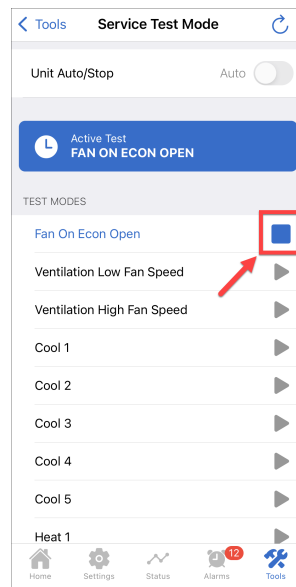 Tools Service Test Mode
Unit Auto/Stop Auto
Active Test
FAN ON ECON OPEN
TEST MODES
Fan On Econ Open
Ventilation Low Fan Speed
Ventilation High Fan Speed
Cool 1
Cool 2
Cool 3
Cool 4
Cool 5
Heat 1
12
Home Settings Status Alarms Tools